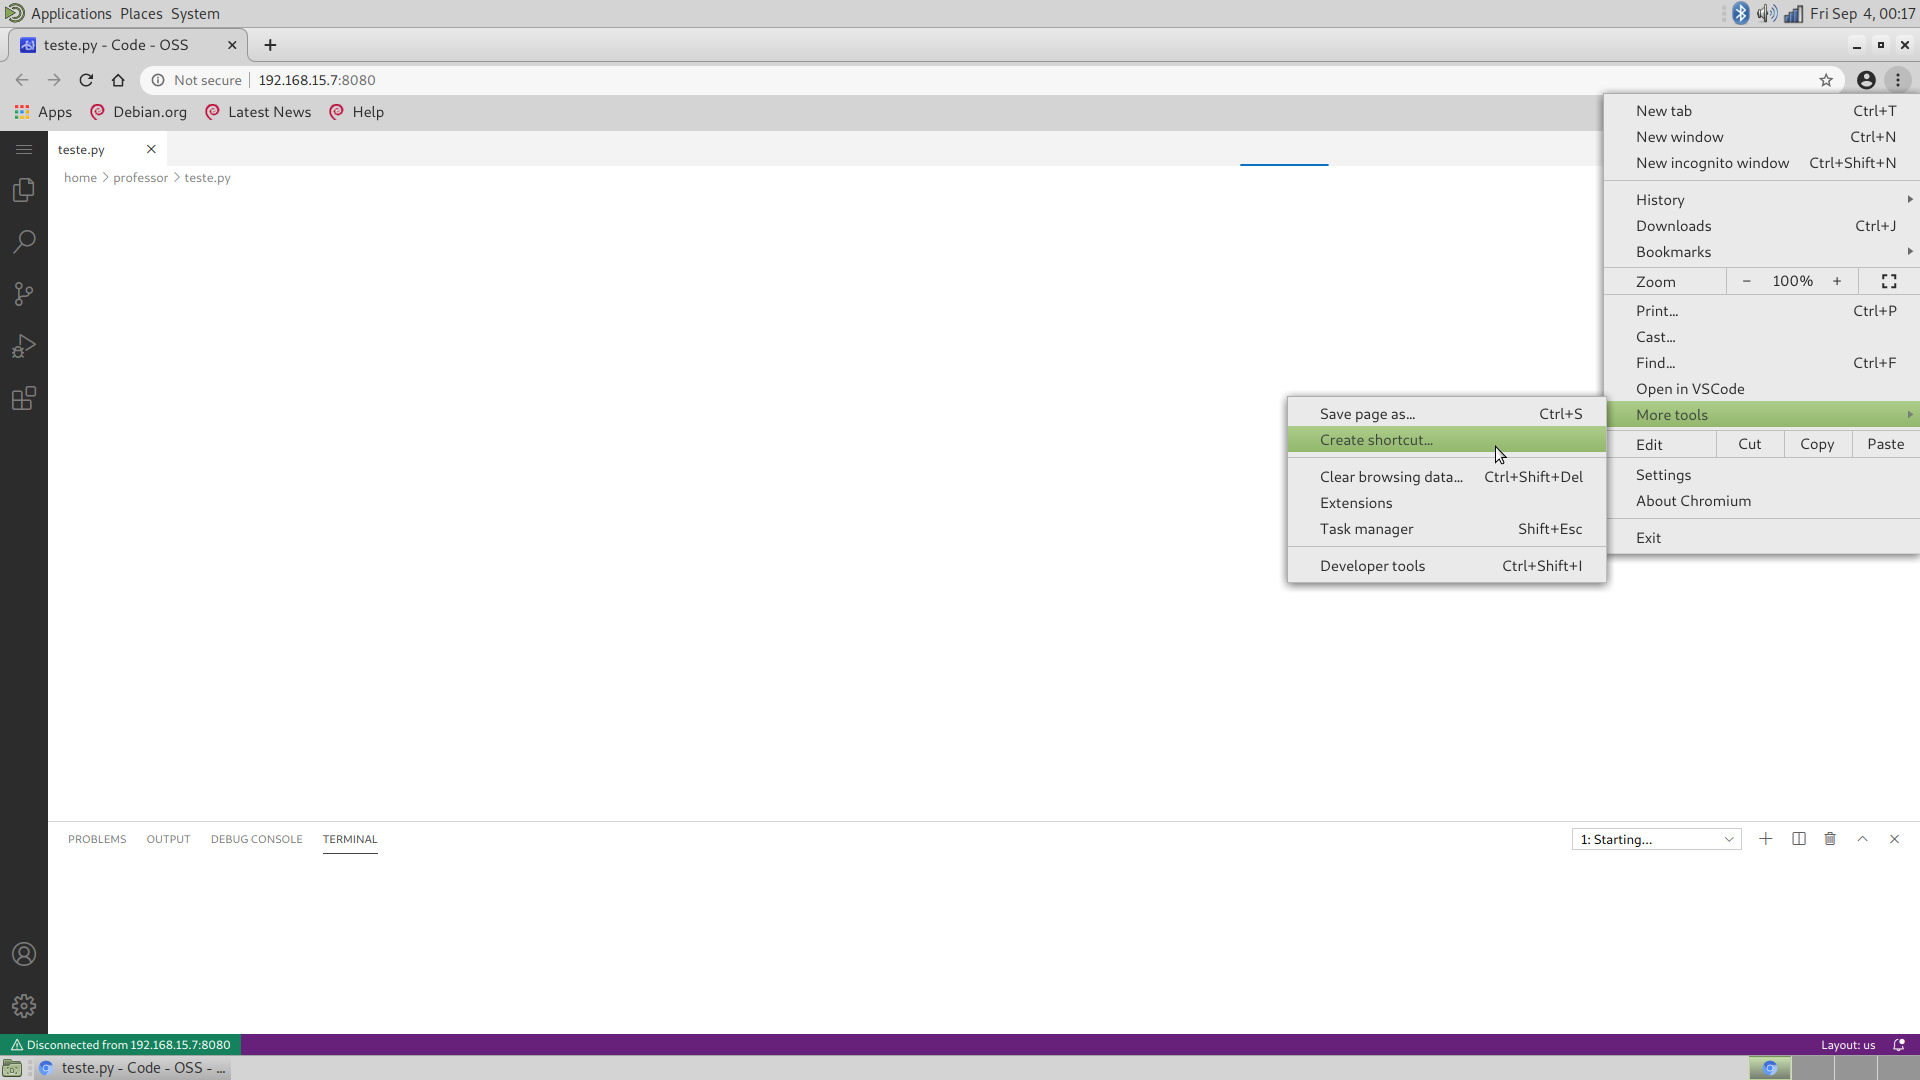 Applications Places System
Fri Sep 4, 00:17
teste.py - Code - OSS
Not secure 192.168.15.7:8080
Apps Debian.org Latest News Help
teste.py
home > professor > teste.py
New tab Ctrl+T
New window Ctrl+N
New incognito window Ctrl+Shift+N
History
Downloads Ctrl+J
Bookmarks
Zoom − 100% +
Print... Ctrl+P
Cast...
Find... Ctrl+F
Open in VSCode
More tools
Edit Cut Copy Paste
Settings
About Chromium
Exit
Save page as... Ctrl+S
Create shortcut...
Clear browsing data... Ctrl+Shift+Del
Extensions
Task manager Shift+Esc
Developer tools Ctrl+Shift+I
PROBLEMS OUTPUT DEBUG CONSOLE TERMINAL
1: Starting...
Disconnected from 192.168.15.7:8080
Layout: us
teste.py - Code - OSS - ...